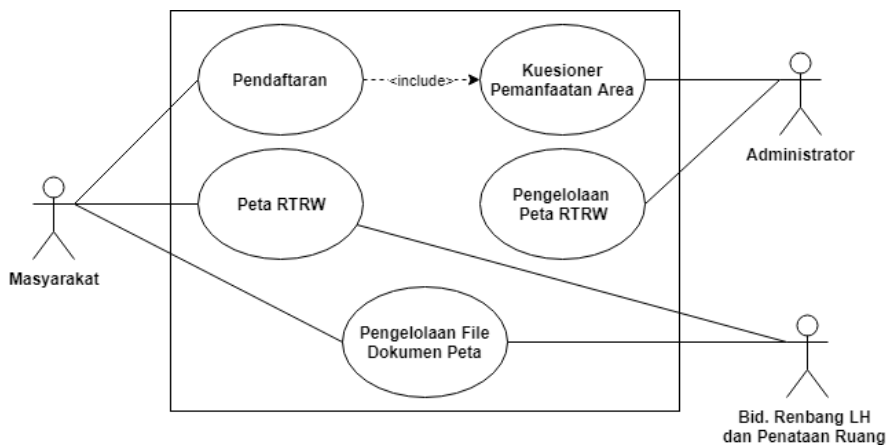 Pendaftaran
<include>
Kuesioner
Pemanfaatan Area
Administrator
Peta RTRW
Pengelolaan
Peta RTRW
Masyarakat
Pengelolaan File
Dokumen Peta
Bid. Renbang LH
dan Penataan Ruang